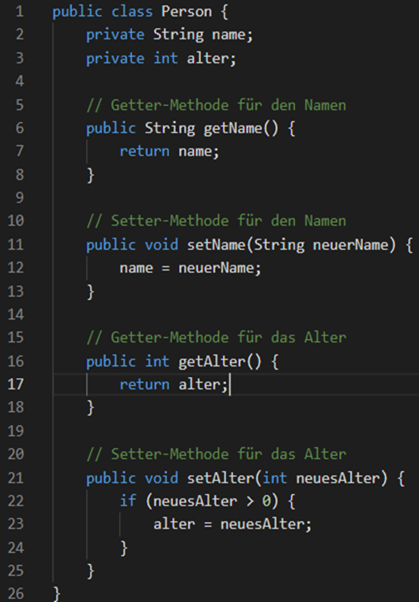 1 public class Person {
2     private String name;
3     private int alter;
4
5     // Getter-Methode für den Namen
6     public String getName() {
7         return name;
8     }
9
10     // Setter-Methode für den Namen
11     public void setName(String neuerName) {
12         name = neuerName;
13     }
14
15     // Getter-Methode für das Alter
16     public int getAlter() {
17         return alter;
18     }
19
20     // Setter-Methode für das Alter
21     public void setAlter(int neuesAlter) {
22         if (neuesAlter > 0) {
23             alter = neuesAlter;
24         }
25     }
26 }